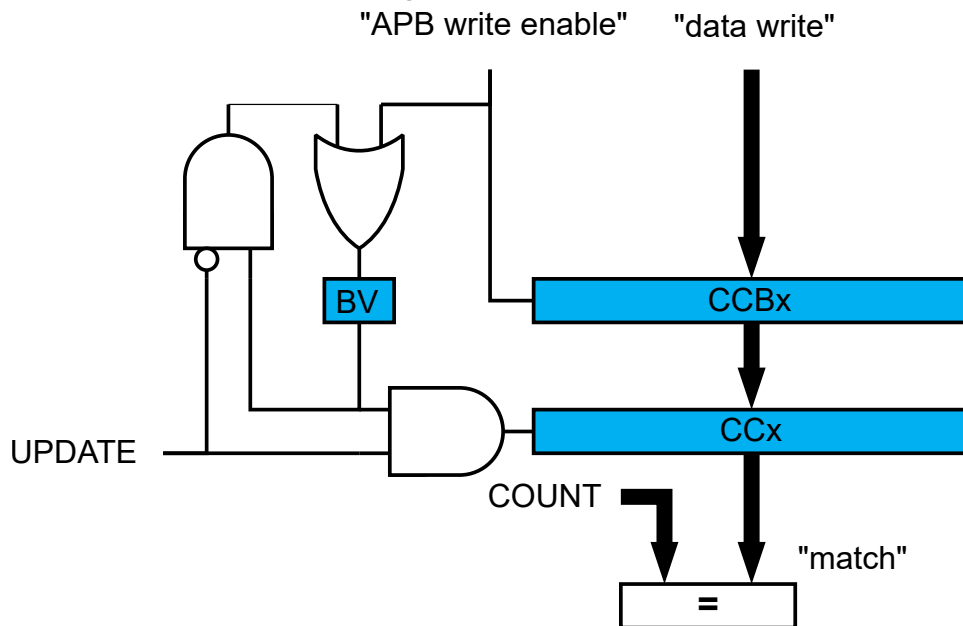 "APB write enable" "data write"
BV
CCBx
CCx
UPDATE
COUNT
"match"
=